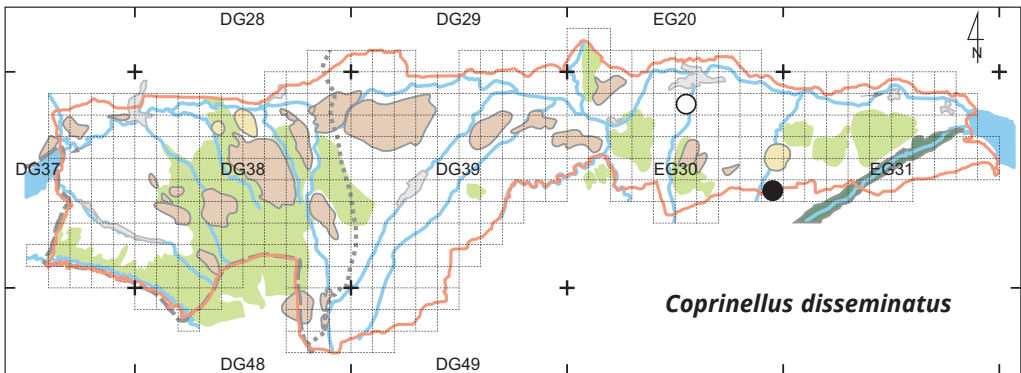 DG28 DG29 EG20
N
DG37 DG38 DG39 EG30 EG31
Coprinellus disseminatus
DG48 DG49